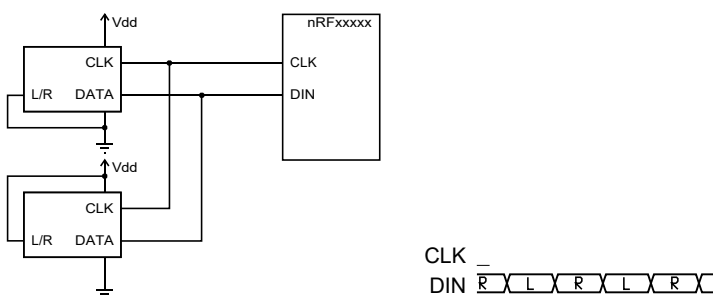 Vdd
nRFxxxxx
CLK
CLK
L/R
DATA
DIN
Vdd
CLK
L/R
DATA
CLK
DIN R L R L R